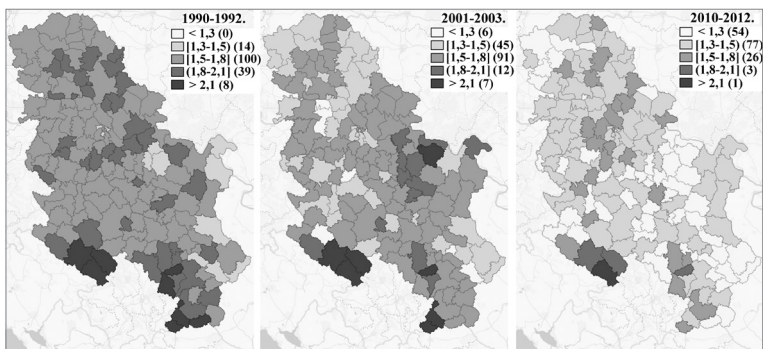 1990-1992.
< 1,3 (0)
[1,3-1,5) (14)
[1,5-1,8] (100)
(1,8-2,1] (39)
> 2,1 (8)
2001-2003.
< 1,3 (6)
[1,3-1,5) (45)
[1,5-1,8] (91)
(1,8-2,1] (12)
> 2,1 (7)
2010-2012.
< 1,3 (54)
[1,3-1,5) (77)
[1,5-1,8] (26)
(1,8-2,1] (3)
> 2,1 (1)